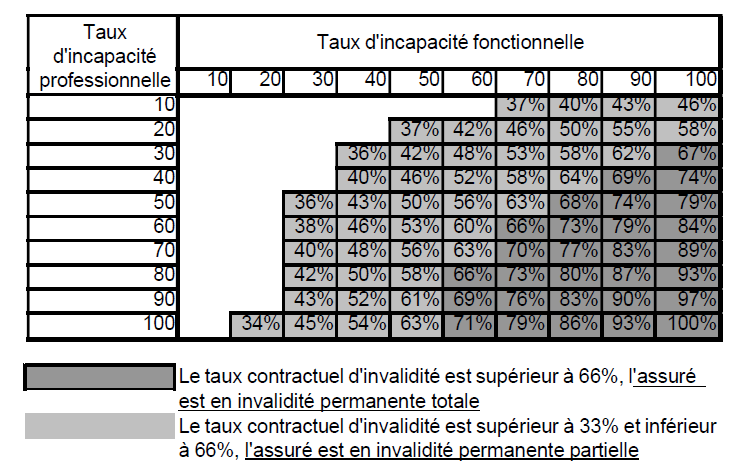 Taux
d'incapacité
professionnelle
Taux d'incapacité fonctionnelle
10 20 30 40 50 60 70 80 90 100
10 37% 40% 43% 46%
20 37% 42% 46% 50% 55% 58%
30 36% 42% 48% 53% 58% 62% 67%
40 40% 46% 52% 58% 64% 69% 74%
50 36% 43% 50% 56% 63% 68% 74% 79%
60 38% 46% 53% 60% 66% 73% 79% 84%
70 40% 48% 56% 63% 70% 77% 83% 89%
80 42% 50% 58% 66% 73% 80% 87% 93%
90 43% 52% 61% 69% 76% 83% 90% 97%
100 34% 45% 54% 63% 71% 79% 86% 93% 100%
Le taux contractuel d'invalidité est supérieur à 66%, l'assuré
est en invalidité permanente totale
Le taux contractuel d'invalidité est supérieur à 33% et inférieur
à 66%, l'assuré est en invalidité permanente partielle